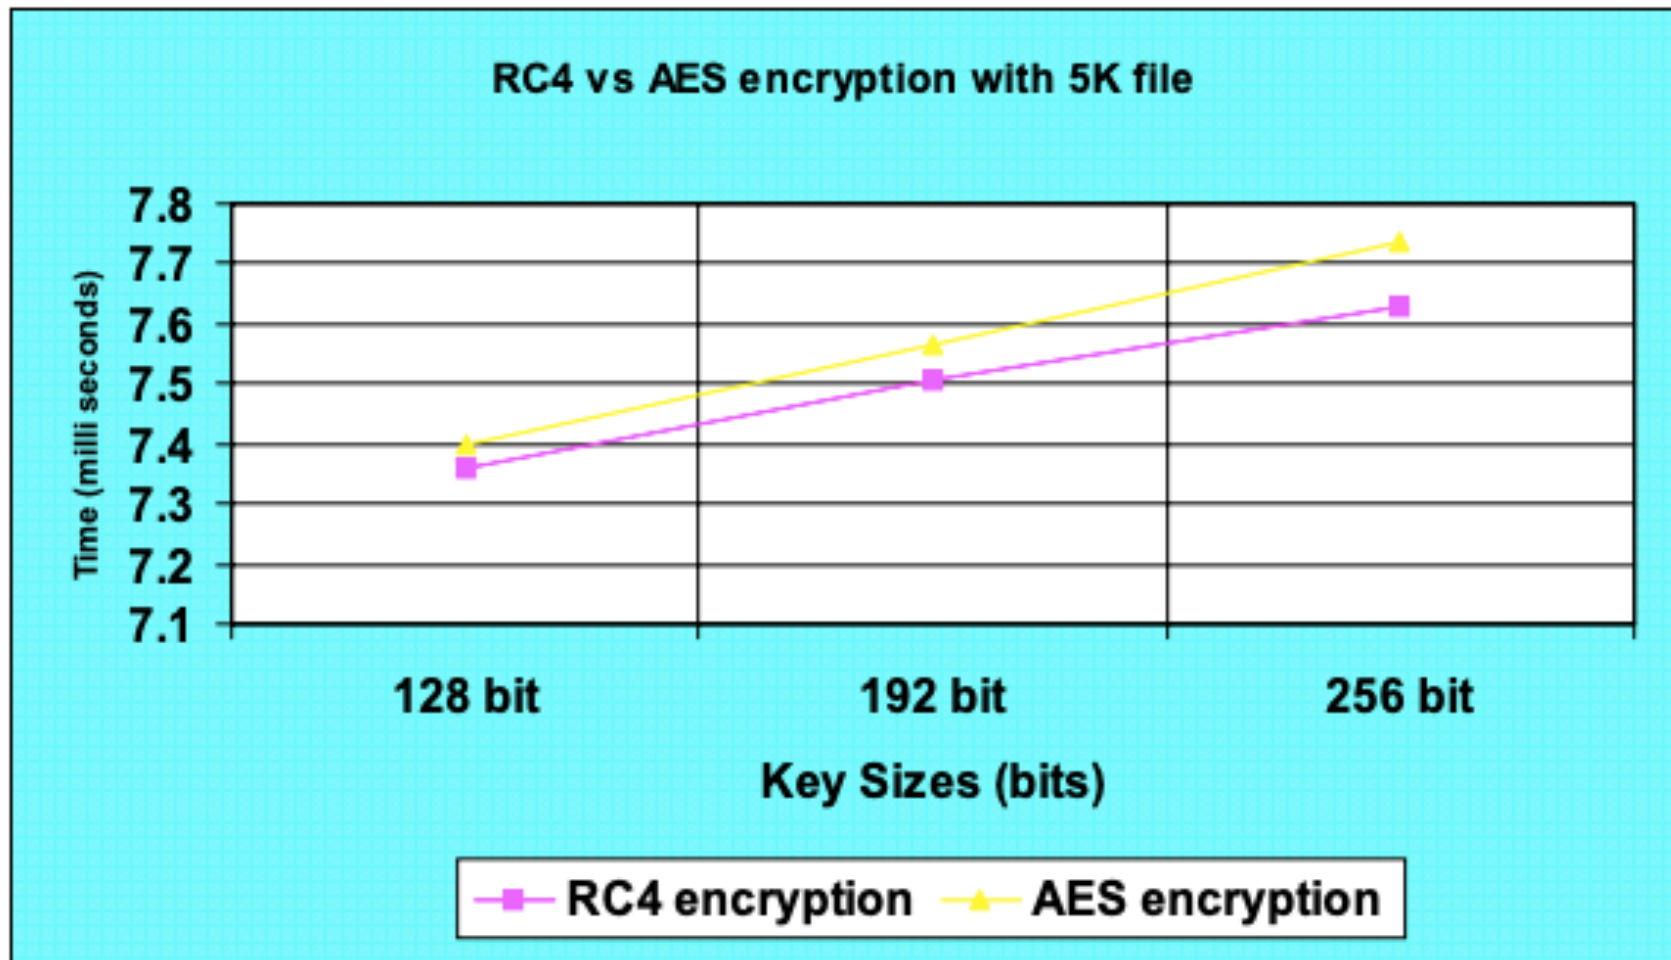 RC4 vs AES encryption with 5K file
7.8
7.7
7.6
7.5
7.4
7.3
7.2
7.1
Time (milli seconds)
128 bit 192 bit 256 bit
Key Sizes (bits)
RC4 encryption AES encryption